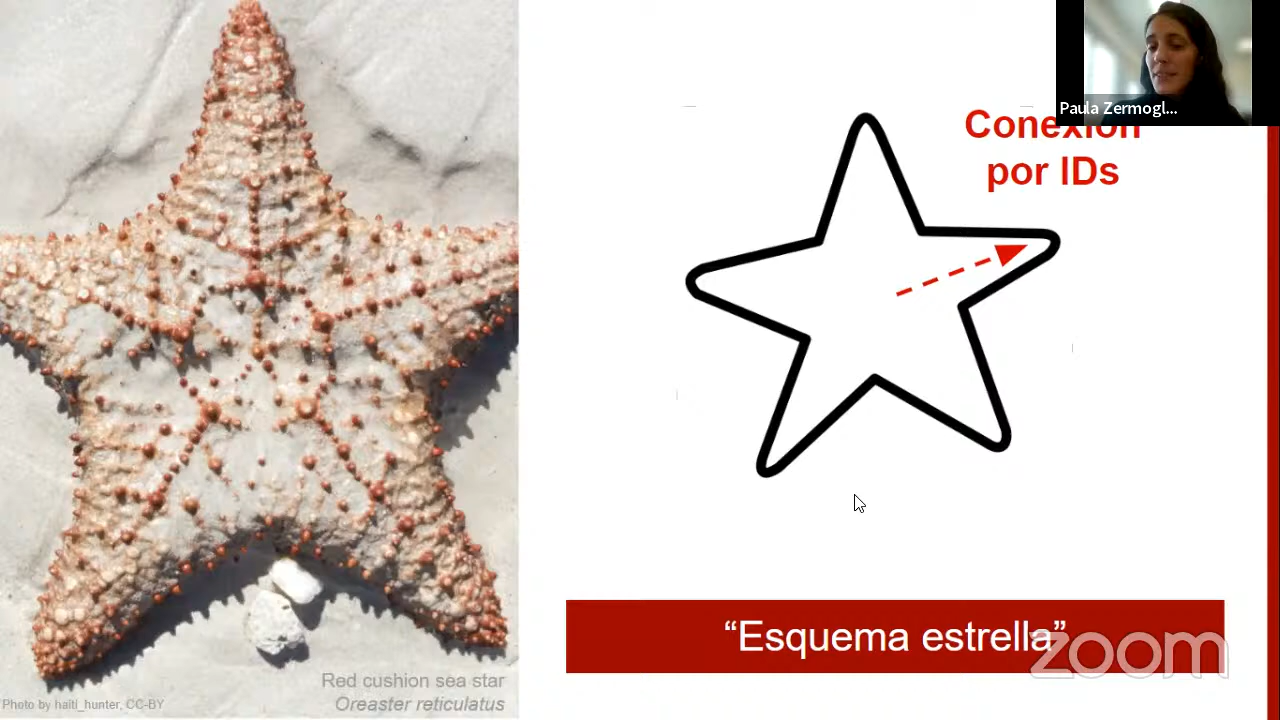 Paula Zermogl...
Conexión
por IDs
“Esquema estrella”
zoom
Red cushion sea star
Oreaster reticulatus
Photo by haiti_hunter, CC-BY